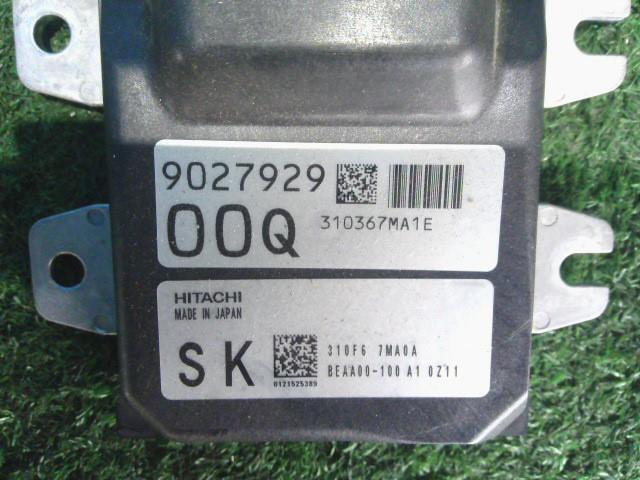 9027929
00Q
310367MA1E
HITACHI
MADE IN JAPAN
SK
310F6 7MA0A
BEAA00-100 A1 0Z11
0121525389